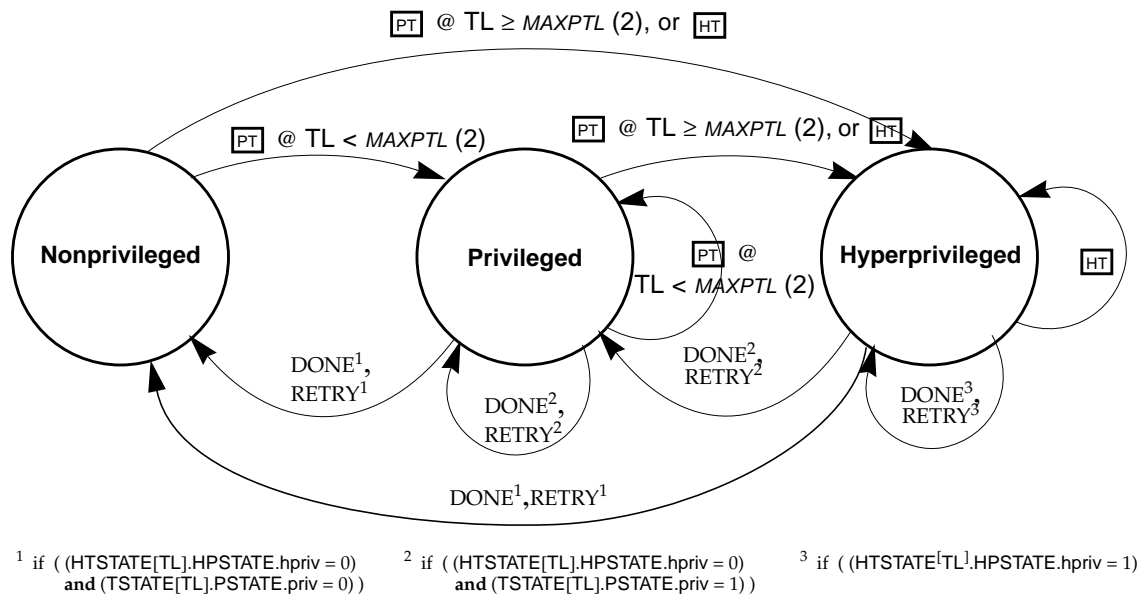 PT @ TL ≥ MAXPTL (2), or HT
PT @ TL < MAXPTL (2)
PT @ TL ≥ MAXPTL (2), or HT
Nonprivileged
Privileged
Hyperprivileged
PT @
TL < MAXPTL (2)
HT
DONE¹,
RETRY¹
DONE²,
RETRY²
DONE²,
RETRY²
DONE³,
RETRY³
DONE¹,RETRY¹
¹ if ( (HTSTATE[TL].HPSTATE.hpriv = 0)
and (TSTATE[TL].PSTATE.priv = 0) )
² if ( (HTSTATE[TL].HPSTATE.hpriv = 0)
and (TSTATE[TL].PSTATE.priv = 1) )
³ if ( (HTSTATE[TL].HPSTATE.hpriv = 1)